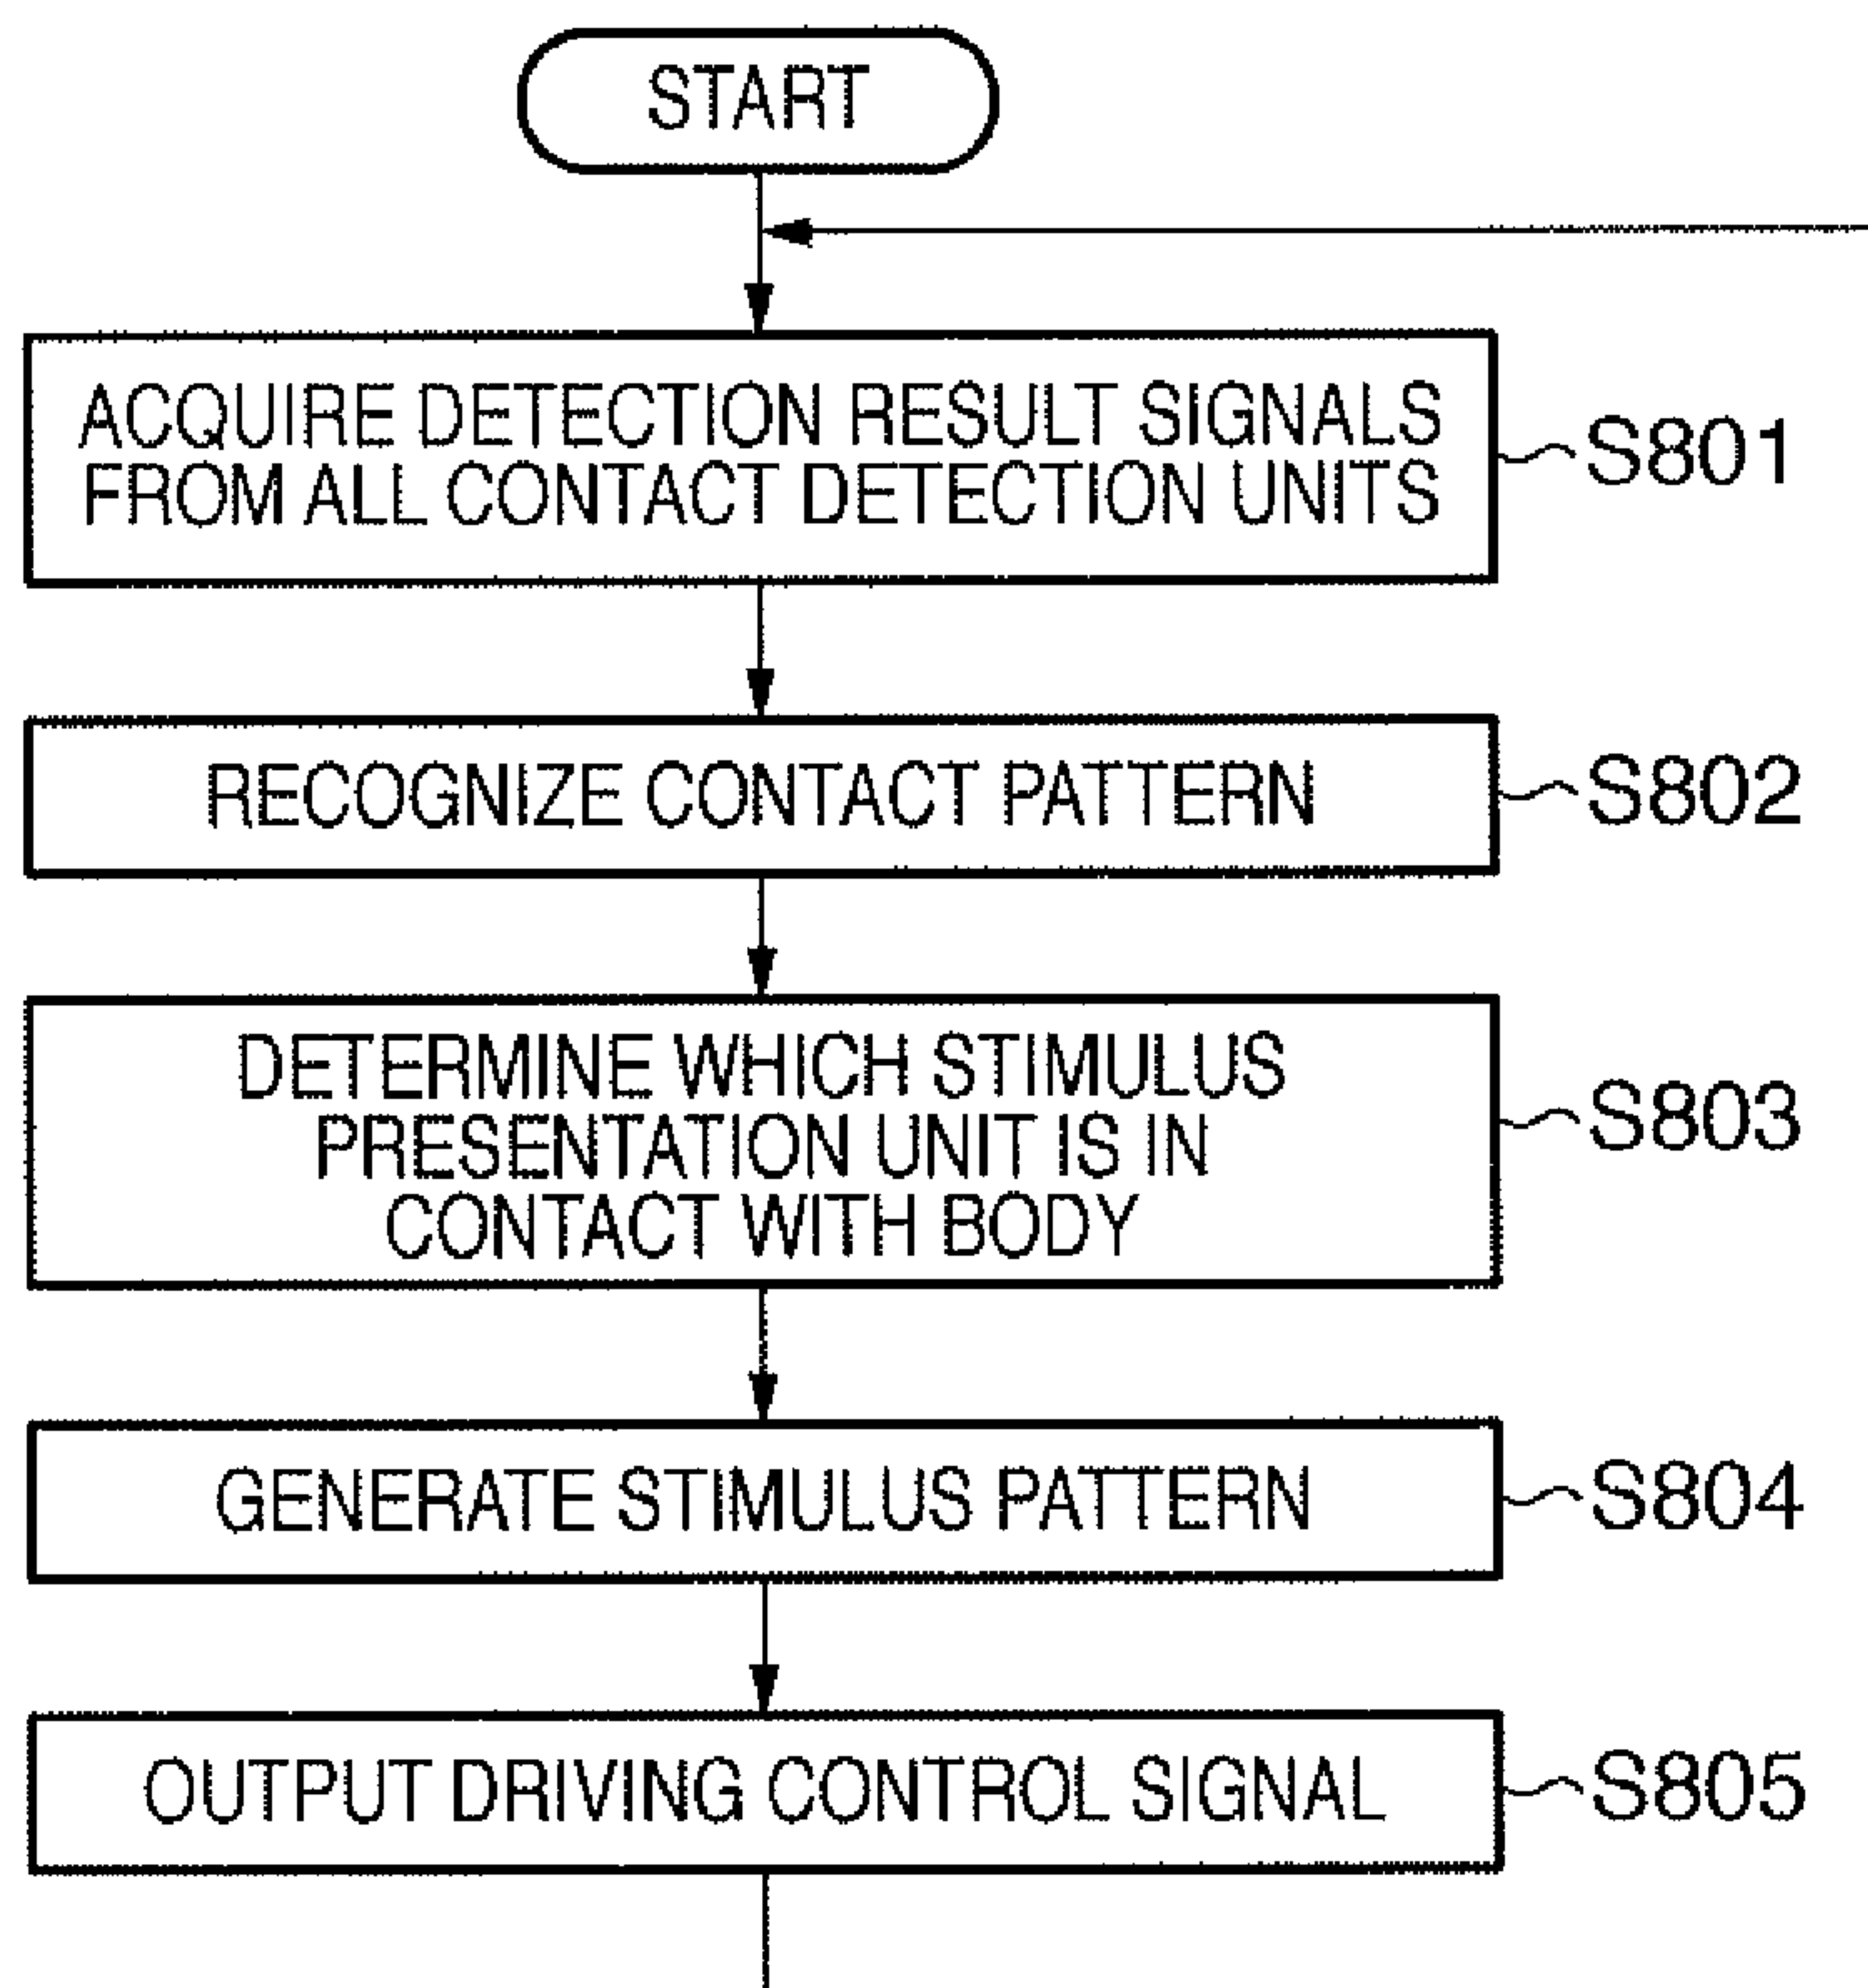 START
ACQUIRE DETECTION RESULT SIGNALS
FROM ALL CONTACT DETECTION UNITS
S801
RECOGNIZE CONTACT PATTERN
S802
DETERMINE WHICH STIMULUS
PRESENTATION UNIT IS IN
CONTACT WITH BODY
S803
GENERATE STIMULUS PATTERN
S804
OUTPUT DRIVING CONTROL SIGNAL
S805